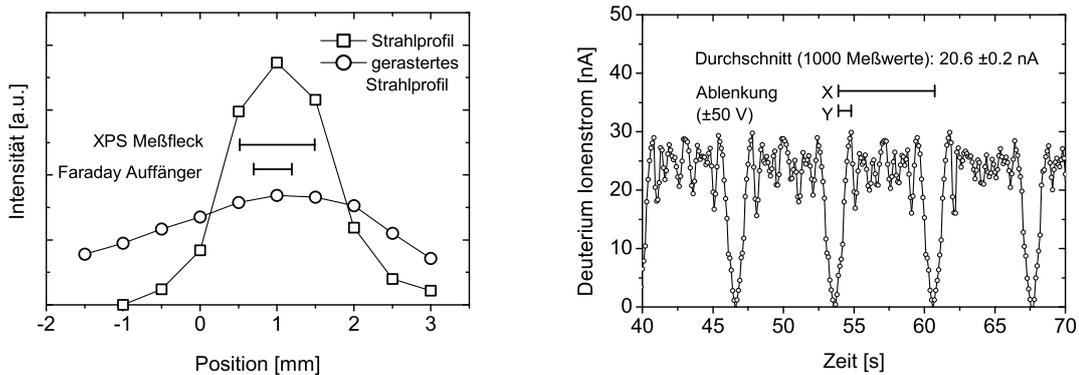 Strahlprofil
gerastertes
Strahlprofil
XPS Meßfleck
Faraday Auffänger
Intensität [a.u.]
-2 -1 0 1 2 3
Position [mm]
Durchschnitt (1000 Meßwerte): 20.6 ±0.2 nA
Ablenkung X
(±50 V) Y
Deuterium Ionenstrom [nA]
50
40
30
20
10
0
40 45 50 55 60 65 70
Zeit [s]